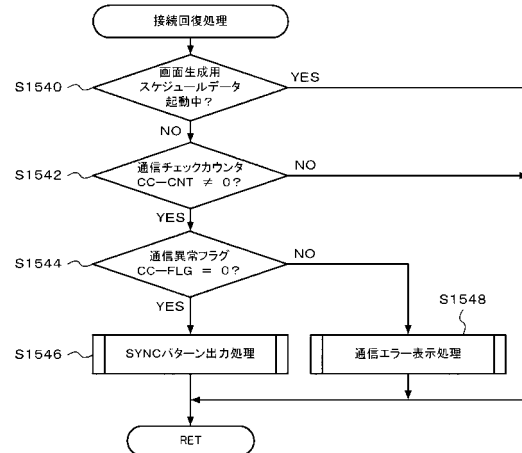 接続回復処理
S1540
画面生成用
スケジュールデータ
起動中？
YES
NO
S1542
通信チェックカウンタ
CC－CNT ≠ 0？
NO
YES
S1544
通信異常フラグ
CC－FLG = 0？
NO
YES
S1548
S1546
SYNCパターン出力処理
通信エラー表示処理
RET